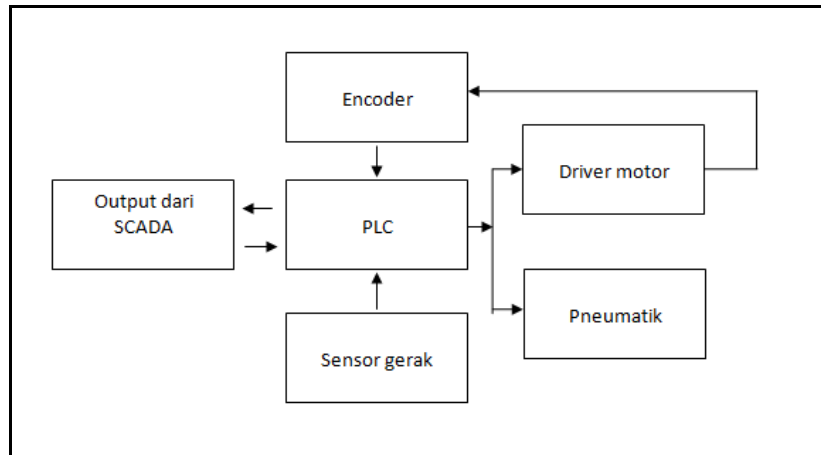 Encoder
Driver motor
Output dari
SCADA
PLC
Pneumatik
Sensor gerak